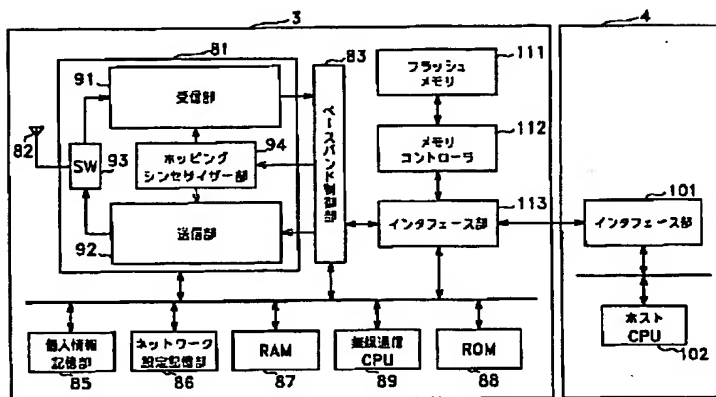 3
4
81
91
受信部
83
ベースバンド制御部
111
フラッシュ
メモリ
82
SW
93
ホッピング
シンセサイザー部
94
メモリ
コントローラ
112
92
送信部
113
インタフェース部
101
インタフェース部
ホスト
CPU
102
個人情報
記憶部
85
ネットワーク
設定記憶部
86
RAM
87
無線通信
CPU
89
ROM
88